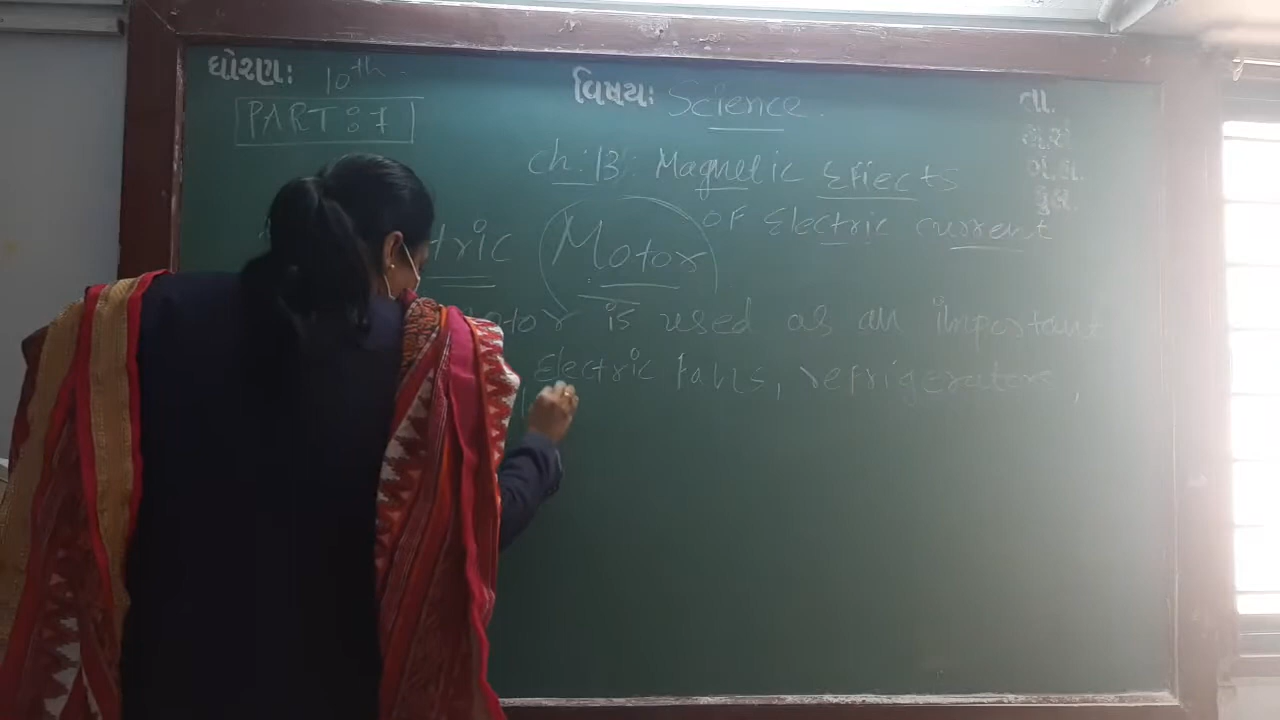 ધોરણ: 10th વિષય: Science તા.
PART: 7
Ch: 13: Magnetic Effects
OF Electric current
tric Motor
otor is used as an important
Electric Fans, refrigerators,